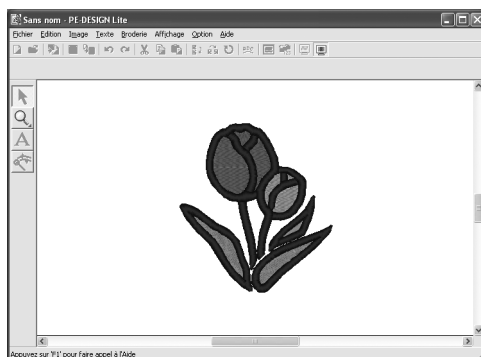 Sans nom - PE-DESIGN Lite
Fichier Edition Image Texte Broderie Affichage Option Aide
A
Appuyez sur 'F1' pour faire appel à l'Aide